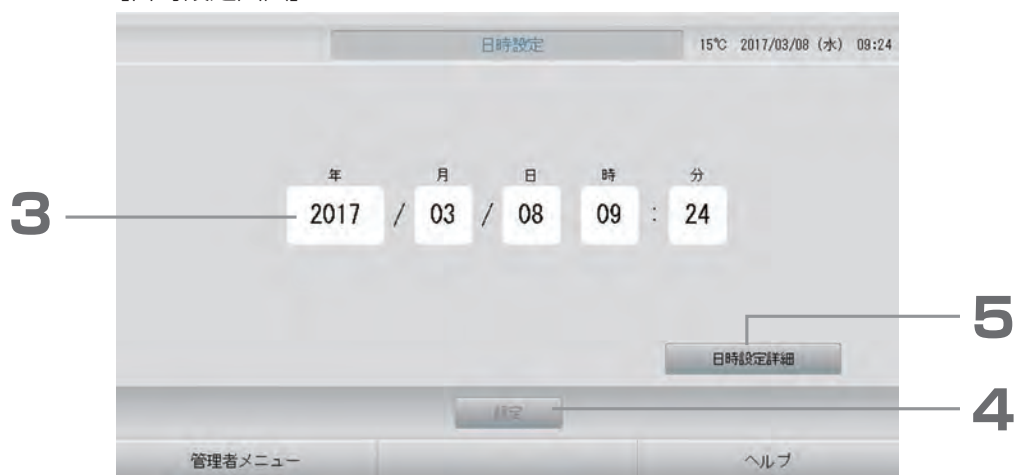 日時設定 15℃ 2017/03/08 (水) 09:24
年 月 日 時 分
3 2017 / 03 / 08 09 : 24
5
日時設定詳細
設定 4
管理者メニュー ヘルプ